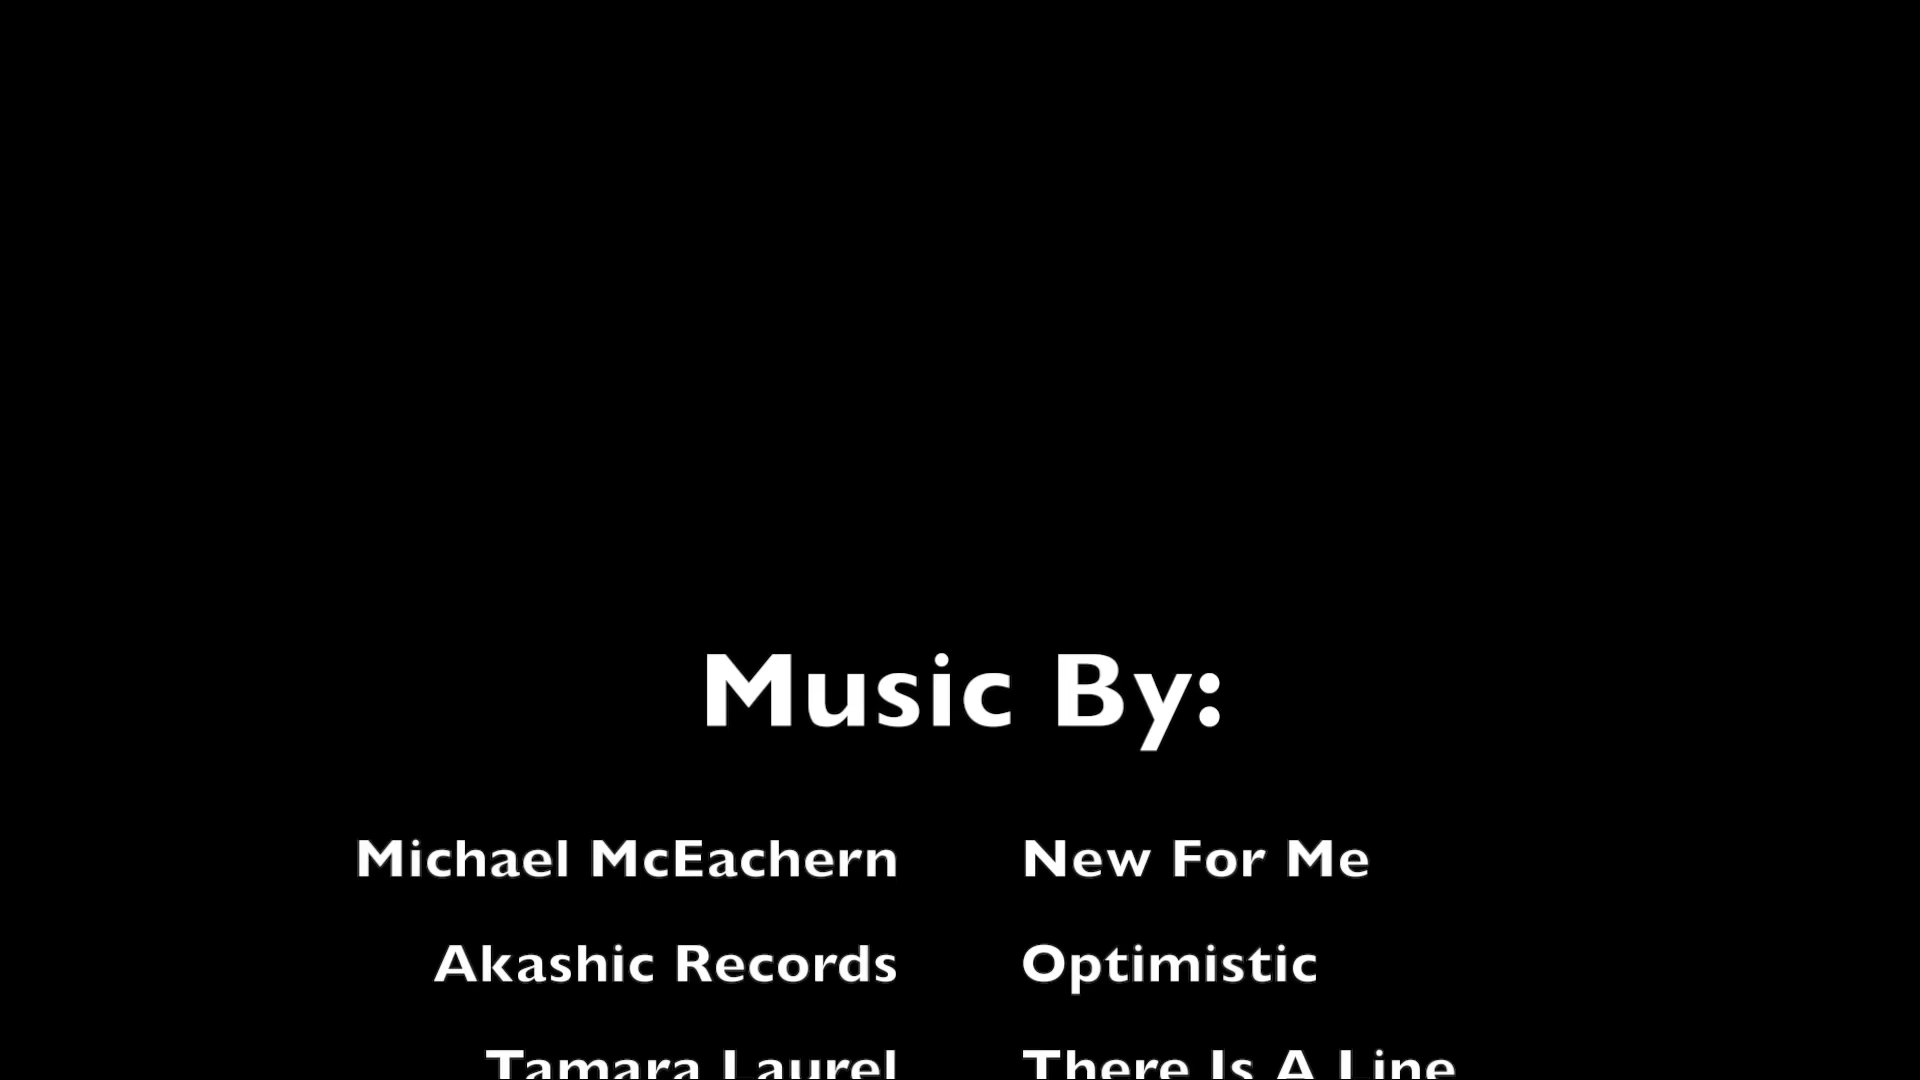 Music By:
Michael McEachern New For Me
Akashic Records Optimistic
Tamara Laurel There Is A Line